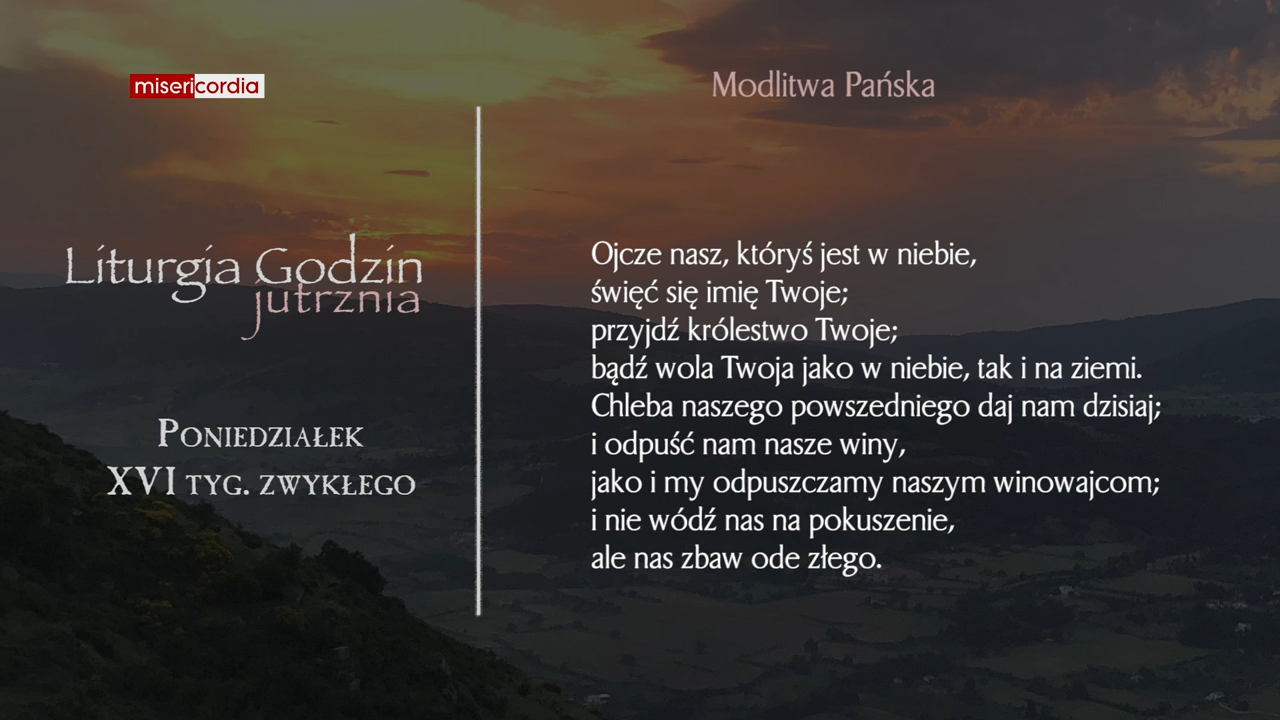 misericordia
Modlitwa Pańska
Liturgia Godzin
jutrznia
Poniedziałek
XVI tyg. zwykłego
Ojcze nasz, któryś jest w niebie,
święć się imię Twoje;
przyjdź królestwo Twoje;
bądź wola Twoja jako w niebie, tak i na ziemi.
Chleba naszego powszedniego daj nam dzisiaj;
i odpuść nam nasze winy,
jako i my odpuszczamy naszym winowajcom;
i nie wódź nas na pokuszenie,
ale nas zbaw ode złego.